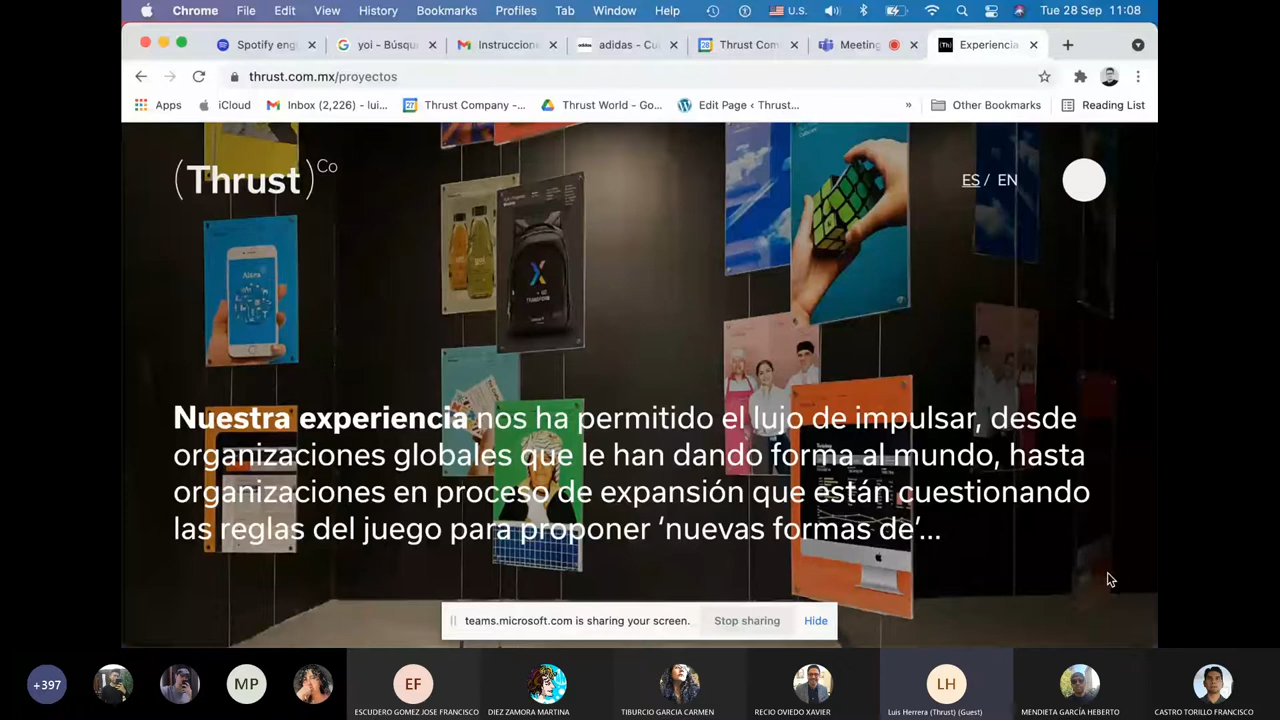 Chrome File Edit View History Bookmarks Profiles Tab Window Help U.S. Tue 28 Sep 11:08
Spotify eng yoi - Búsqu Gmail Instruccione adidas - Cu 28 Thrust Com Meeting Experiencia
thrust.com.mx/proyectos
Apps iCloud Inbox (2,226) - lui... 27 Thrust Company -... Thrust World - Go... Edit Page ‹ Thrust... » Other Bookmarks Reading List
(Thrust)Co
ES / EN
Nuestra experiencia nos ha permitido el lujo de impulsar, desde
organizaciones globales que le han dando forma al mundo, hasta
organizaciones en proceso de expansión que están cuestionando
las reglas del juego para proponer ‘nuevas formas de’...
teams.microsoft.com is sharing your screen. Stop sharing Hide
+397 MP EF LH
ESCUDERO GOMEZ JOSE FRANCISCO DIEZ ZAMORA MARTINA TIBURCIO GARCIA CARMEN RECIO OVIEDO XAVIER Luis Herrera (Thrust) (Guest) MENDIETA GARCÍA HEBERTO CASTRO TORILLO FRANCISCO